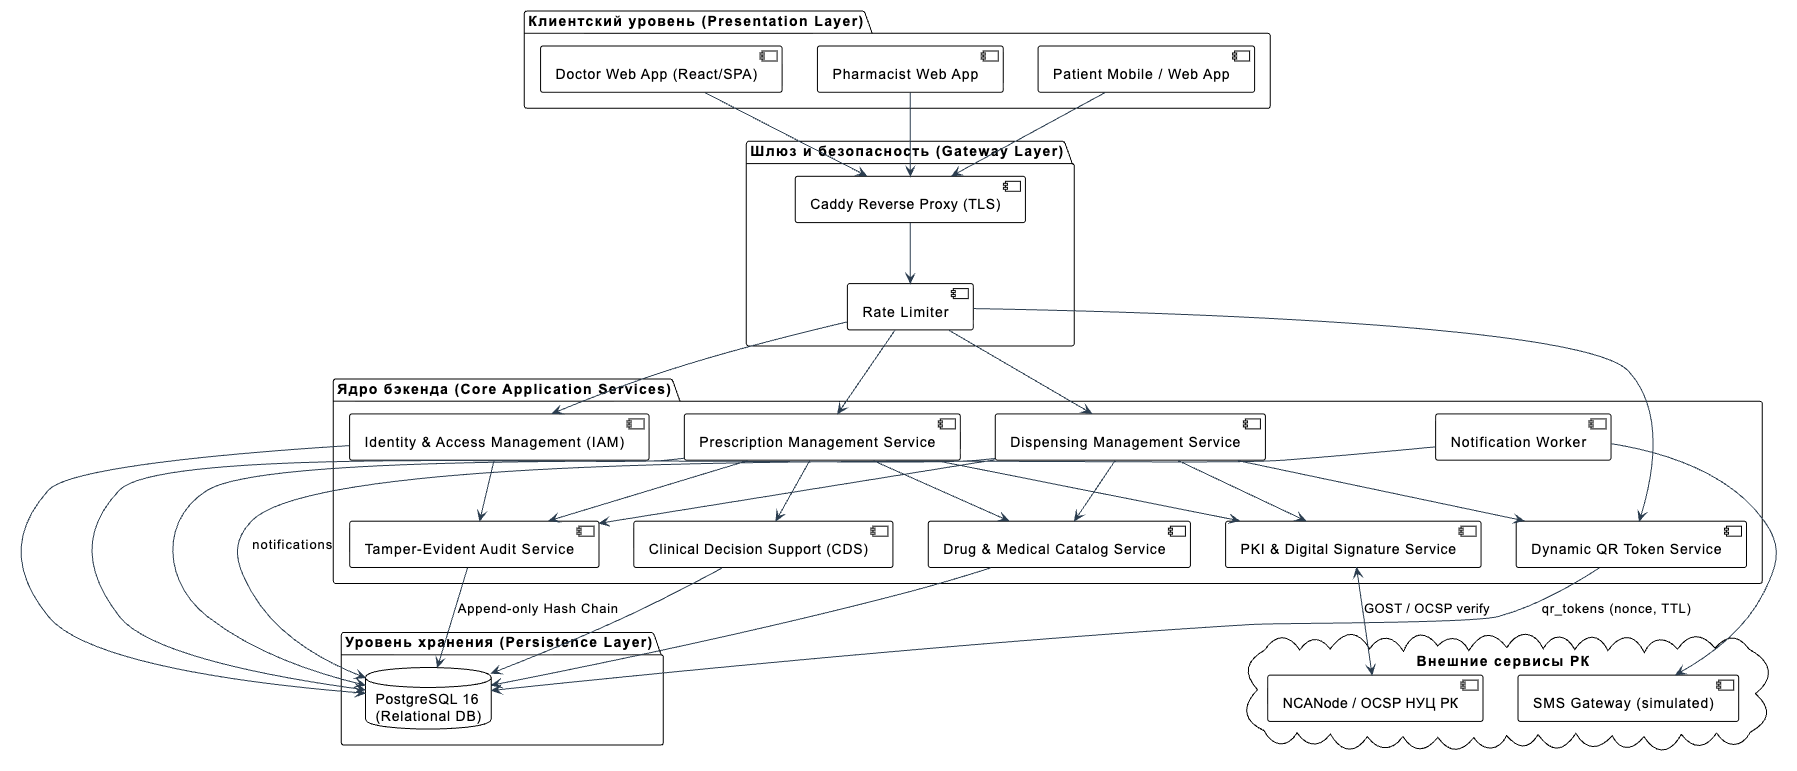 Клиентский уровень (Presentation Layer)
Doctor Web App (React/SPA)
Pharmacist Web App
Patient Mobile / Web App
Шлюз и безопасность (Gateway Layer)
Caddy Reverse Proxy (TLS)
Rate Limiter
Ядро бэкенда (Core Application Services)
Identity & Access Management (IAM)
Prescription Management Service
Dispensing Management Service
Notification Worker
notifications
Tamper-Evident Audit Service
Clinical Decision Support (CDS)
Drug & Medical Catalog Service
PKI & Digital Signature Service
Dynamic QR Token Service
Append-only Hash Chain
GOST / OCSP verify
qr_tokens (nonce, TTL)
Уровень хранения (Persistence Layer)
PostgreSQL 16
(Relational DB)
Внешние сервисы РК
NCANode / OCSP НУЦ РК
SMS Gateway (simulated)